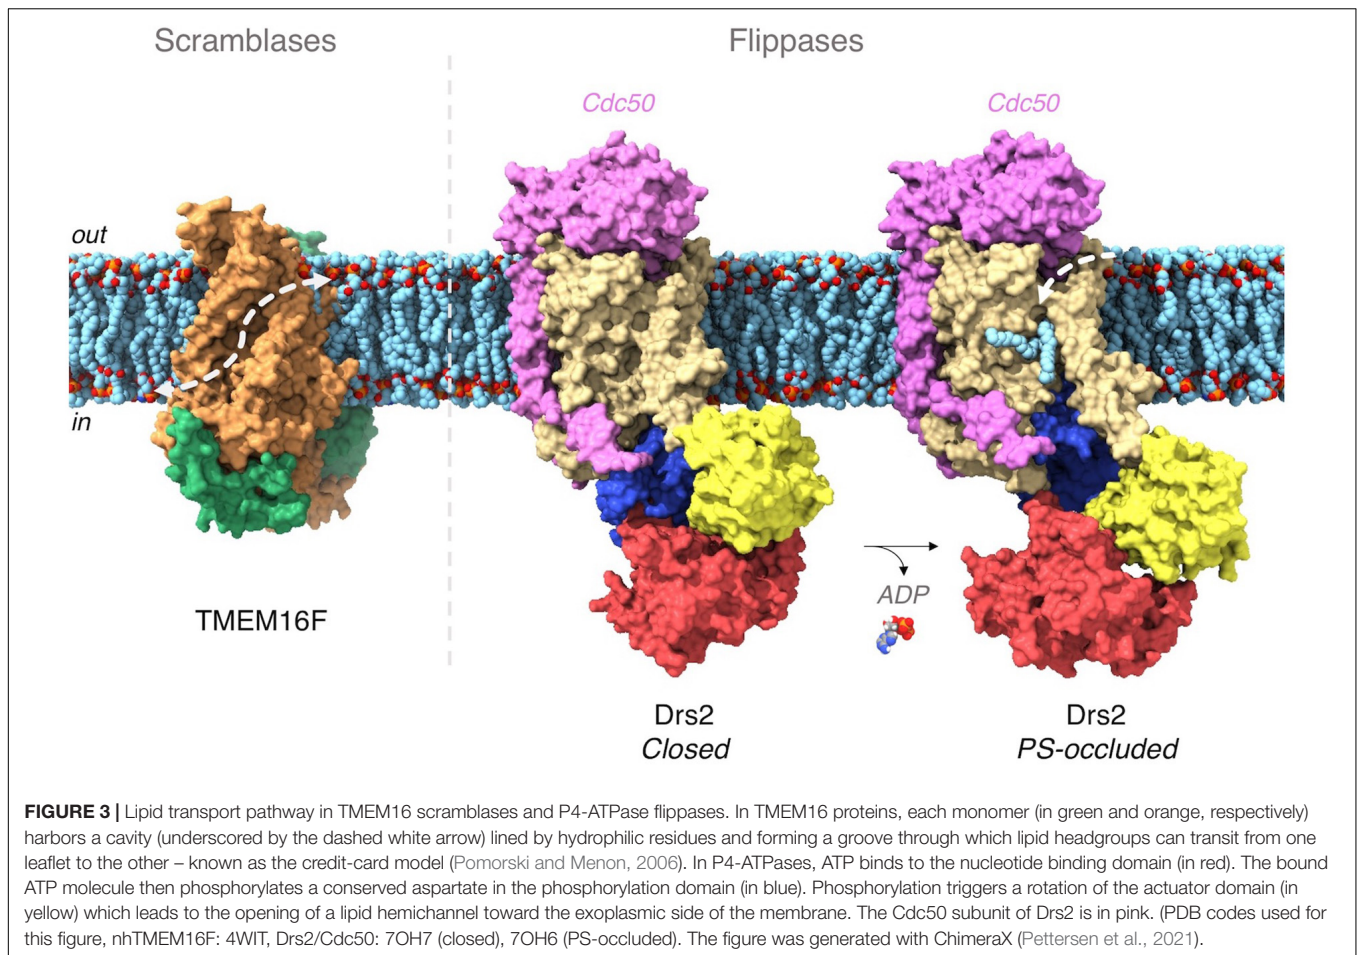 Scramblases
Flippases
Cdc50
Cdc50
out
in
ADP
TMEM16F
Drs2
Closed
Drs2
PS-occluded
FIGURE 3 | Lipid transport pathway in TMEM16 scramblases and P4-ATPase flippases. In TMEM16 proteins, each monomer (in green and orange, respectively)
harbors a cavity (underscored by the dashed white arrow) lined by hydrophilic residues and forming a groove through which lipid headgroups can transit from one
leaflet to the other – known as the credit-card model (Pomorski and Menon, 2006). In P4-ATPases, ATP binds to the nucleotide binding domain (in red). The bound
ATP molecule then phosphorylates a conserved aspartate in the phosphorylation domain (in blue). Phosphorylation triggers a rotation of the actuator domain (in
yellow) which leads to the opening of a lipid hemichannel toward the exoplasmic side of the membrane. The Cdc50 subunit of Drs2 is in pink. (PDB codes used for
this figure, nhTMEM16F: 4WIT, Drs2/Cdc50: 7OH7 (closed), 7OH6 (PS-occluded). The figure was generated with ChimeraX (Pettersen et al., 2021).